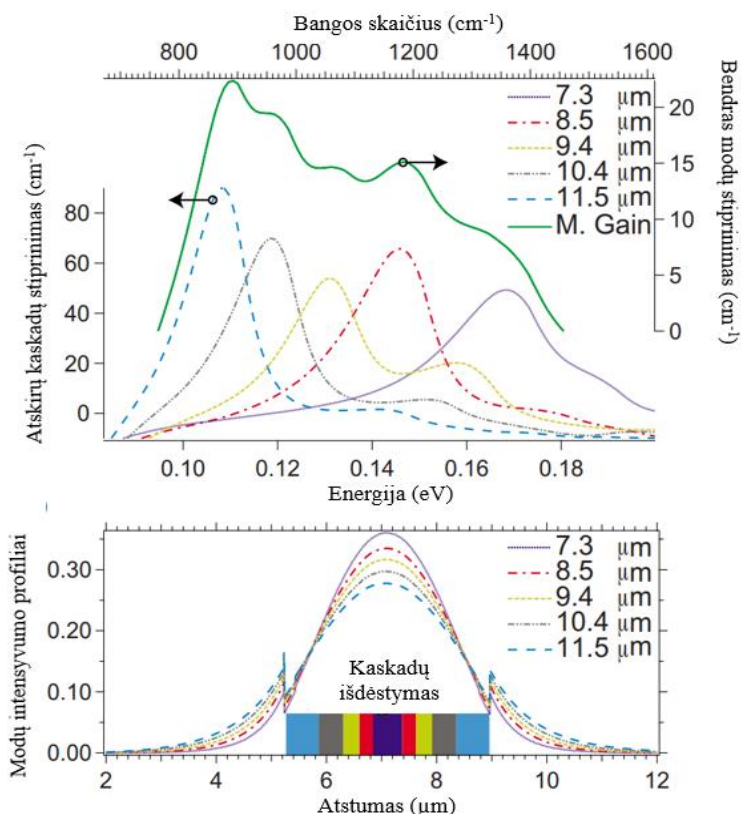 Bangos skaičius (cm⁻¹)
800 1000 1200 1400 1600
Atskirų kaskadų stiprinimas (cm⁻¹)
80
60
40
20
0
7.3 μm
8.5 μm
9.4 μm
10.4 μm
11.5 μm
M. Gain
20
15
10
5
0
Bendras modų stiprinimas (cm⁻¹)
0.10 0.12 0.14 0.16 0.18
Energija (eV)
Modų intensyvumo profiliai
0.30
0.20
0.10
0.00
7.3 μm
8.5 μm
9.4 μm
10.4 μm
11.5 μm
Kaskadų
išdėstymas
2 4 6 8 10 12
Atstumas (μm)